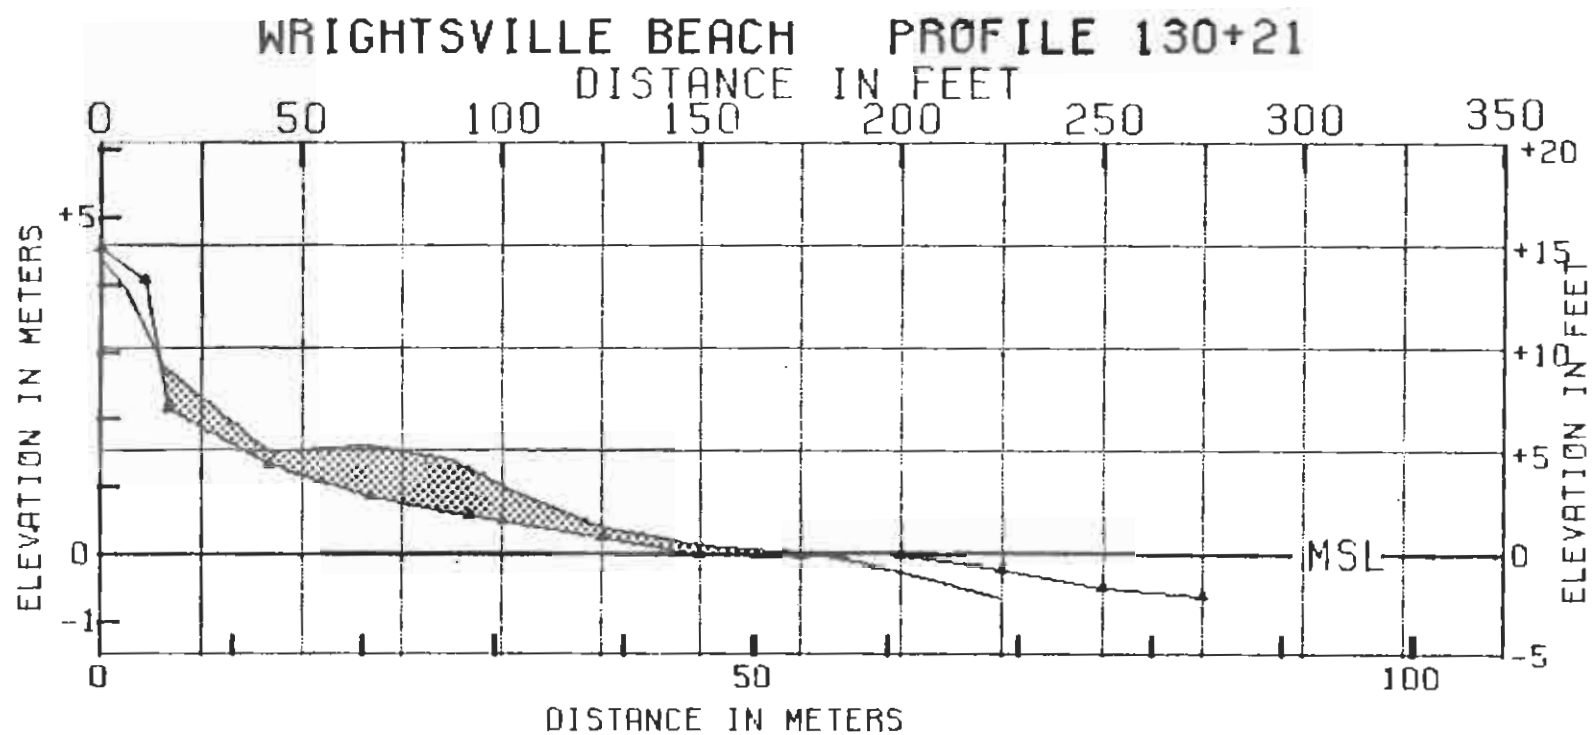 WRIGHTSVILLE BEACH PROFILE 130+21
DISTANCE IN FEET
0 50 100 150 200 250 300 350
+20
+5
+15
+10
+5
0
0
MSL
-1
-5
0 50 100
DISTANCE IN METERS
ELEVATION IN METERS
ELEVATION IN FEET